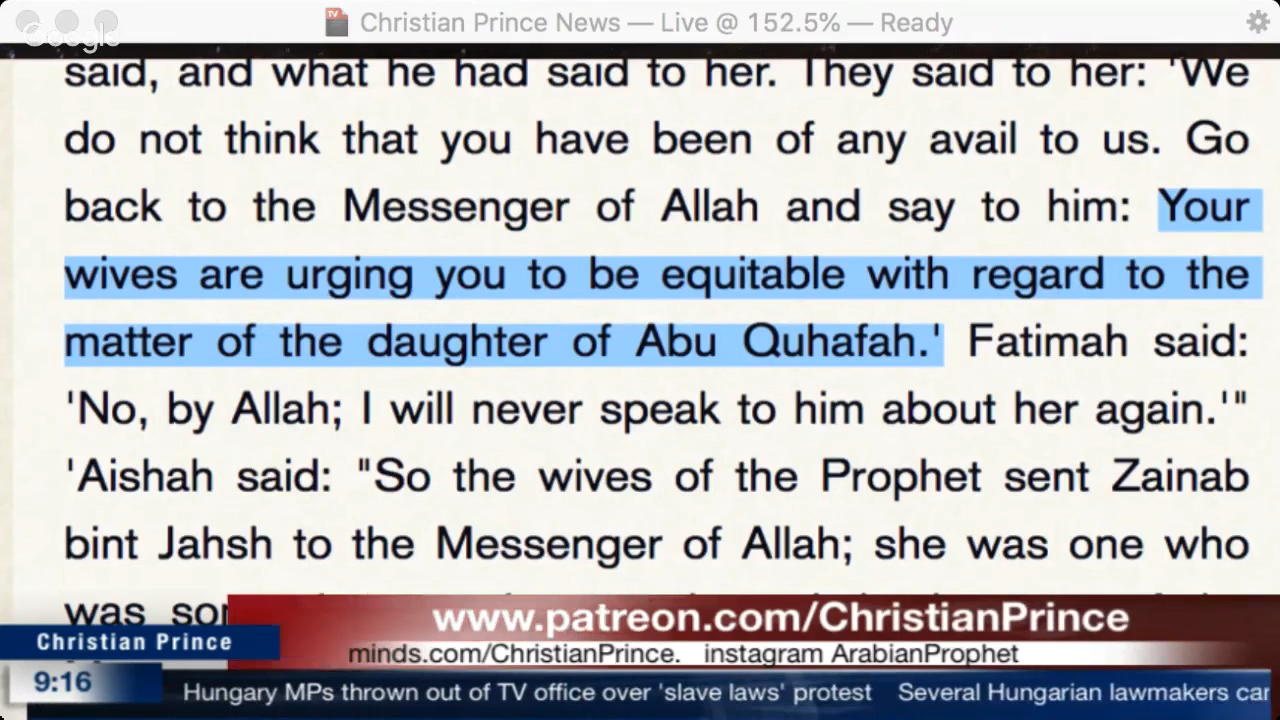 Christian Prince News — Live @ 152.5% — Ready
Google
said, and what he had said to her. They said to her: 'We
do not think that you have been of any avail to us. Go
back to the Messenger of Allah and say to him: Your
wives are urging you to be equitable with regard to the
matter of the daughter of Abu Quhafah.' Fatimah said:
'No, by Allah; I will never speak to him about her again.'"
'Aishah said: "So the wives of the Prophet sent Zainab
bint Jahsh to the Messenger of Allah; she was one who
was
www.patreon.com/ChristianPrince
Christian Prince
minds.com/ChristianPrince. instagram ArabianProphet
9:16
Hungary MPs thrown out of TV office over 'slave laws' protest Several Hungarian lawmakers